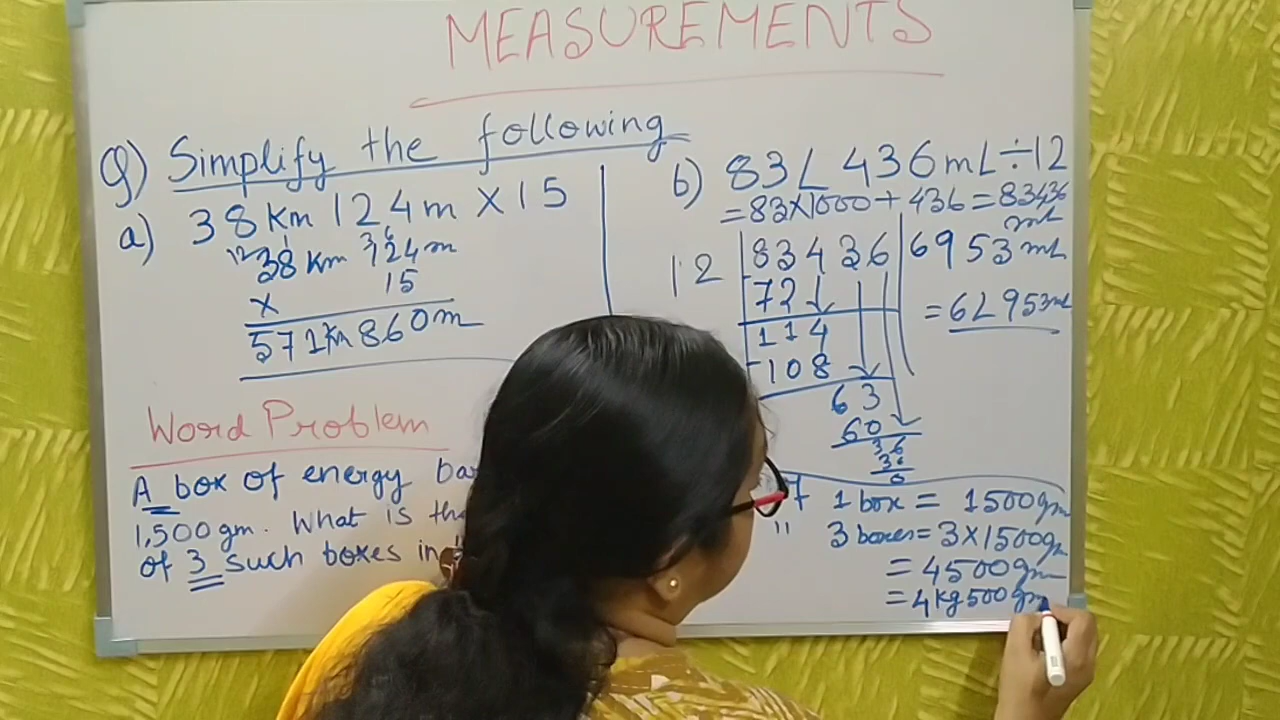 MEASUREMENTS
Q) Simplify the following
a) 38 Km 124 m X 15
38 Km 124 m
X 15
571 Km 860 m
b) 83 L 436 mL ÷ 12
= 83 X 1000 + 436 = 83436 mL
12 83436 6953 mL
72
114
108
63
60
36
36
0
= 6 L 953 mL
Word Problem
A box of energy
1,500 gm. What is
of 3 such boxes in
1 box = 1500 gm
" 3 boxes = 3 X 1500 gm
= 4500 gm
= 4 Kg 500 gm